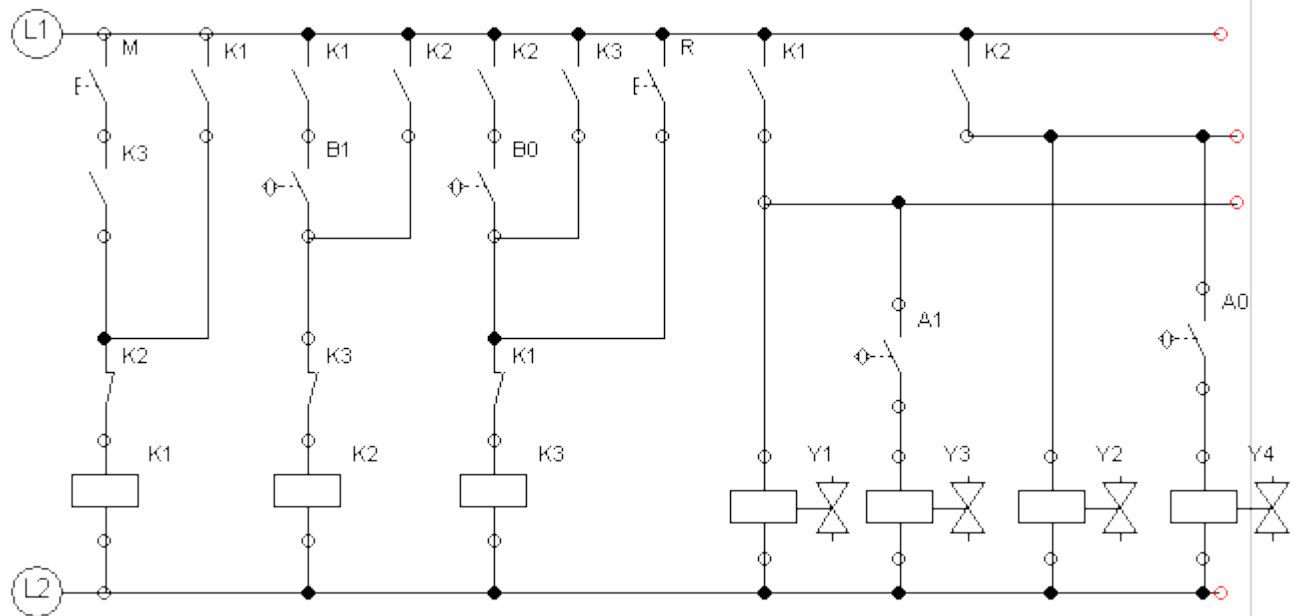 L1
M K1 K1 K2 K2 K3 R K1 K2
K3 B1 B0
A1 A0
K2 K3 K1
K1 K2 K3 Y1 Y3 Y2 Y4
L2